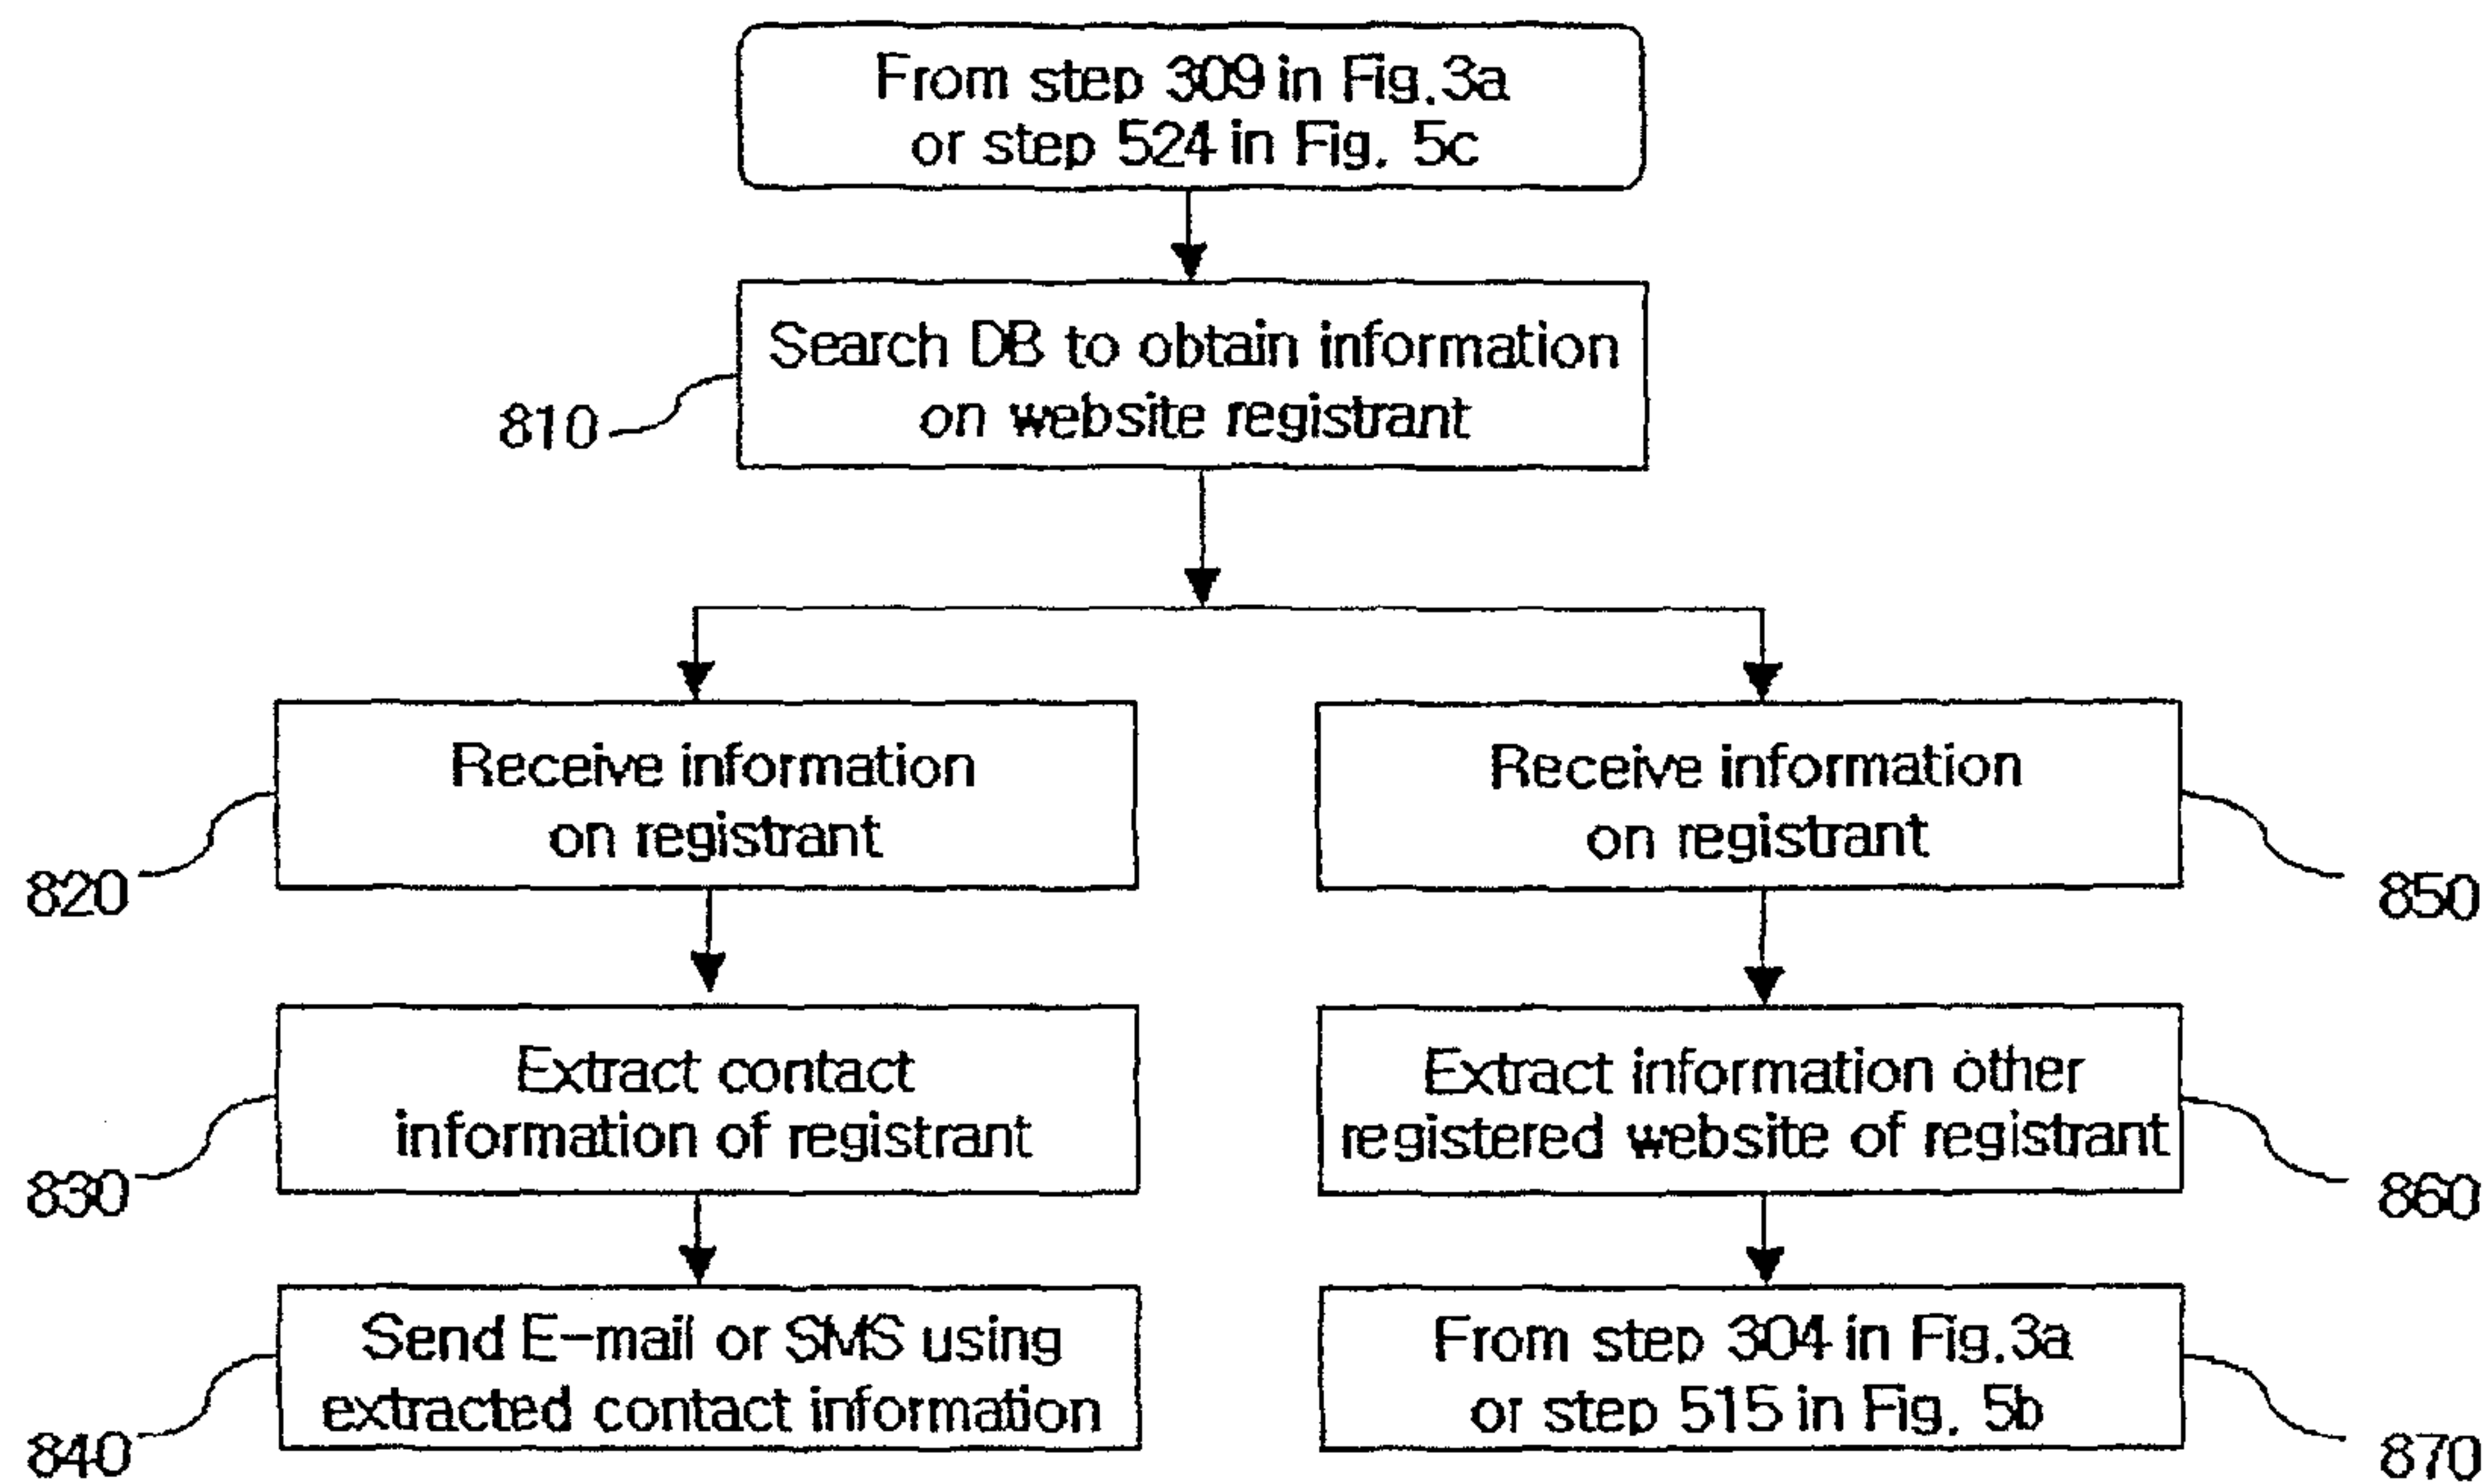 From step 309 in Fig.3a
or step 524 in Fig. 5c
Search DB to obtain information
on website registrant
810
Receive information
on registrant
820
Receive information
on registrant
850
Extract contact
information of registrant
830
Extract information other
registered website of registrant
860
Send E-mail or SMS using
extracted contact information
840
From step 304 in Fig.3a
or step 515 in Fig. 5b
870